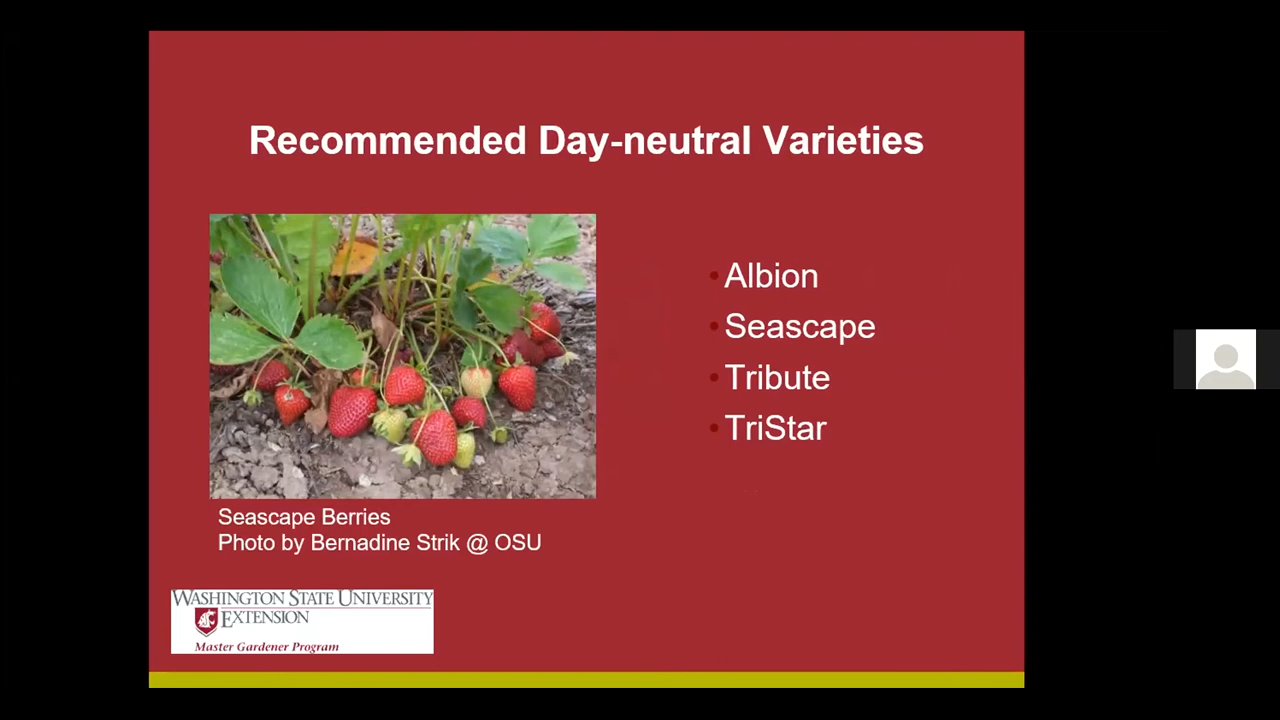 Recommended Day-neutral Varieties
• Albion
• Seascape
• Tribute
• TriStar
Seascape Berries
Photo by Bernadine Strik @ OSU
WASHINGTON STATE UNIVERSITY
EXTENSION
Master Gardener Program